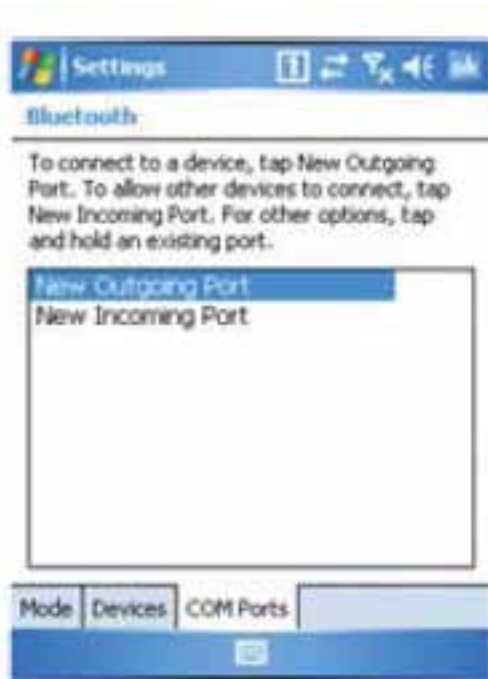 Settings
ok
Bluetooth
To connect to a device, tap New Outgoing
Port. To allow other devices to connect, tap
New Incoming Port. For other options, tap
and hold an existing port.
New Outgoing Port
New Incoming Port
Mode Devices COM Ports